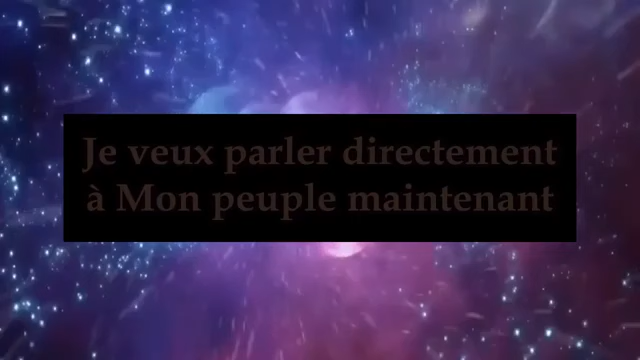 Je veux parler directement
à Mon peuple maintenant